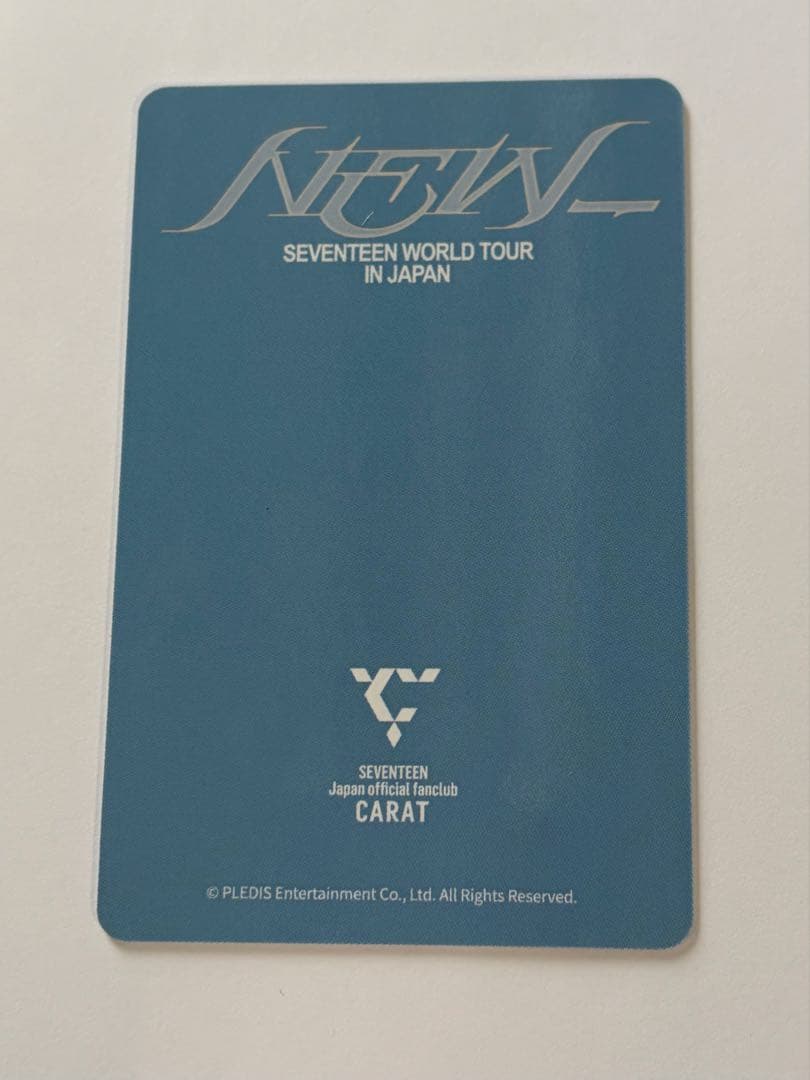 NEW_
SEVENTEEN WORLD TOUR
IN JAPAN
SEVENTEEN
Japan official fanclub
CARAT
© PLEDIS Entertainment Co., Ltd. All Rights Reserved.